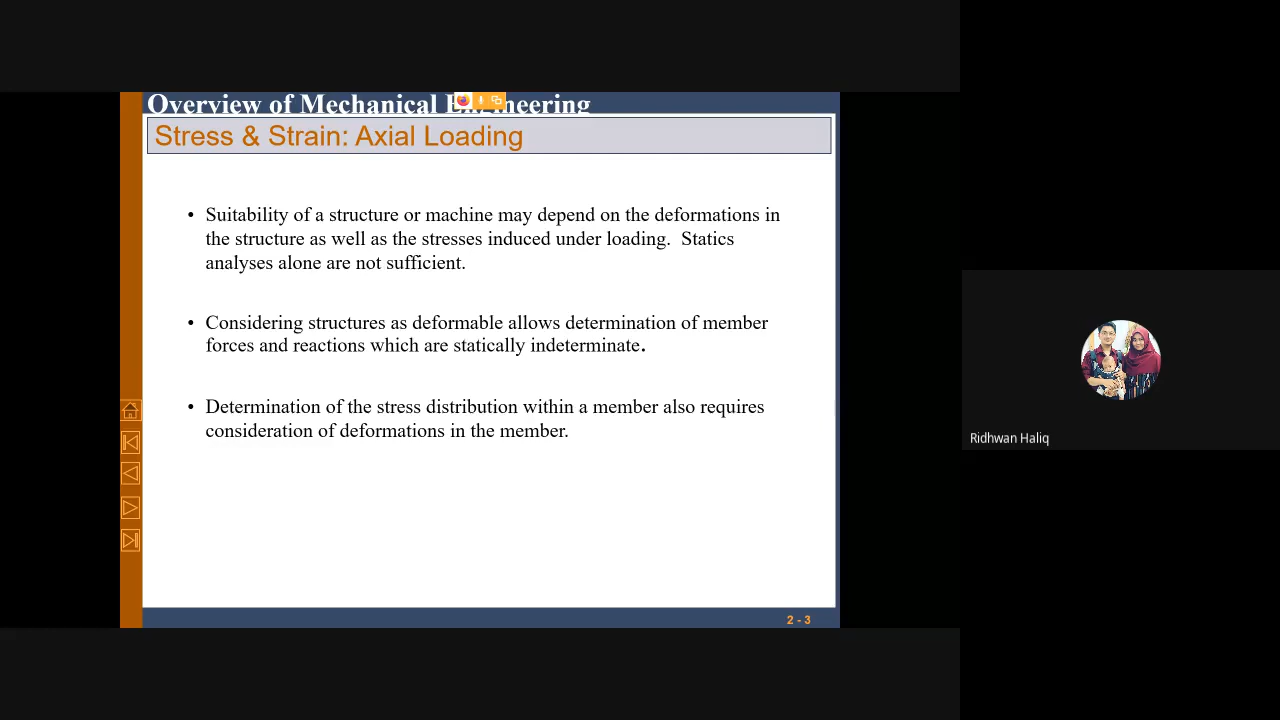 Overview of Mechanical Engineering
Stress & Strain: Axial Loading
• Suitability of a structure or machine may depend on the deformations in
the structure as well as the stresses induced under loading.  Statics
analyses alone are not sufficient.
• Considering structures as deformable allows determination of member
forces and reactions which are statically indeterminate.
• Determination of the stress distribution within a member also requires
consideration of deformations in the member.
2 - 3
Ridhwan Haliq